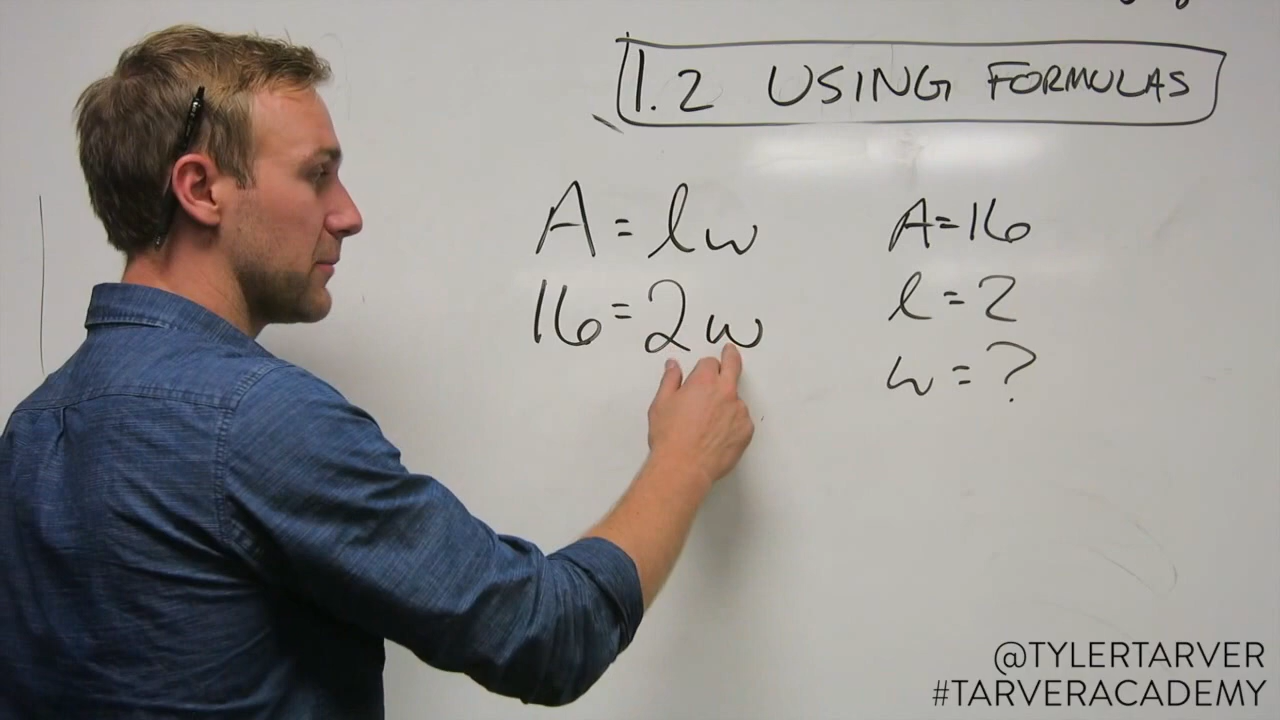 1.2 USING FORMULAS
A = lw
16 = 2w
A=16
l = 2
w = ?
@TYLERTARVER
#TARVERACADEMY